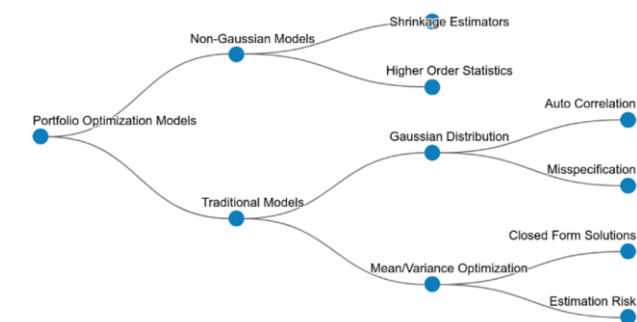 Shrinkage Estimators
Non-Gaussian Models
Higher Order Statistics
Auto Correlation
Portfolio Optimization Models
Gaussian Distribution
Misspecification
Traditional Models
Closed Form Solutions
Mean/Variance Optimization
Estimation Risk